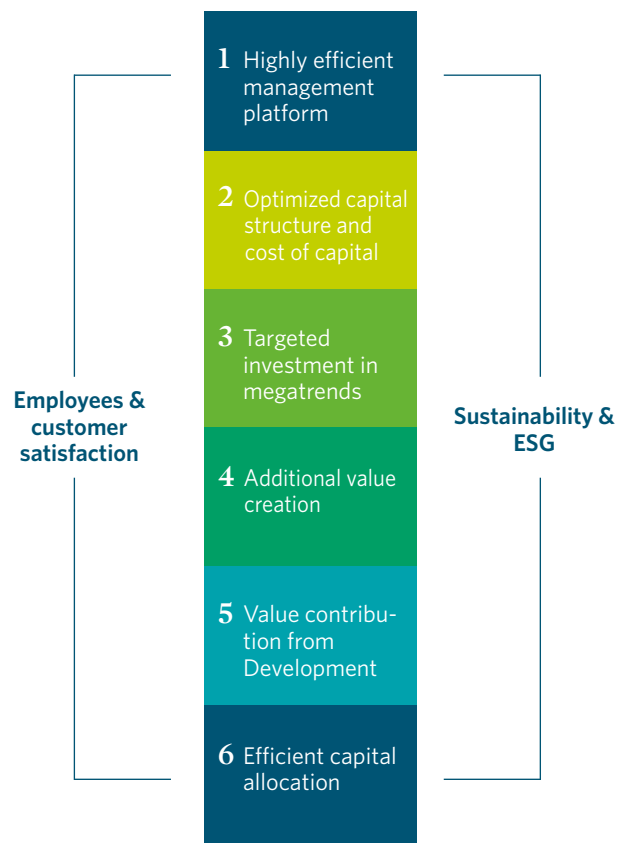 1 Highly efficient
management
platform
2 Optimized capital
structure and
cost of capital
3 Targeted
investment in
megatrends
Employees &
customer
satisfaction
Sustainability &
ESG
4 Additional value
creation
5 Value contribu-
tion from
Development
6 Efficient capital
allocation